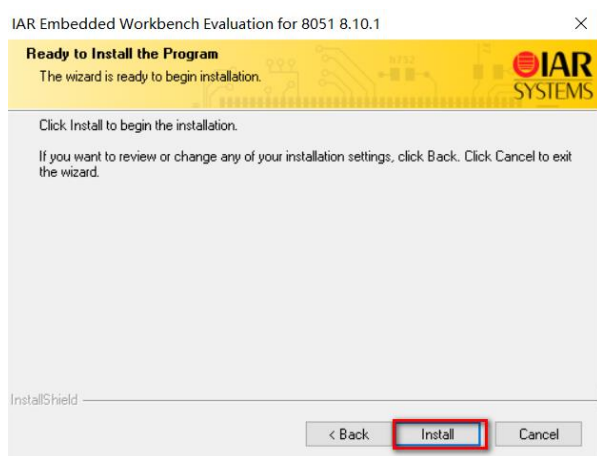 IAR Embedded Workbench Evaluation for 8051 8.10.1
Ready to Install the Program
The wizard is ready to begin installation.
IAR
SYSTEMS
Click Install to begin the installation.
If you want to review or change any of your installation settings, click Back. Click Cancel to exit
the wizard.
InstallShield
< Back Install Cancel